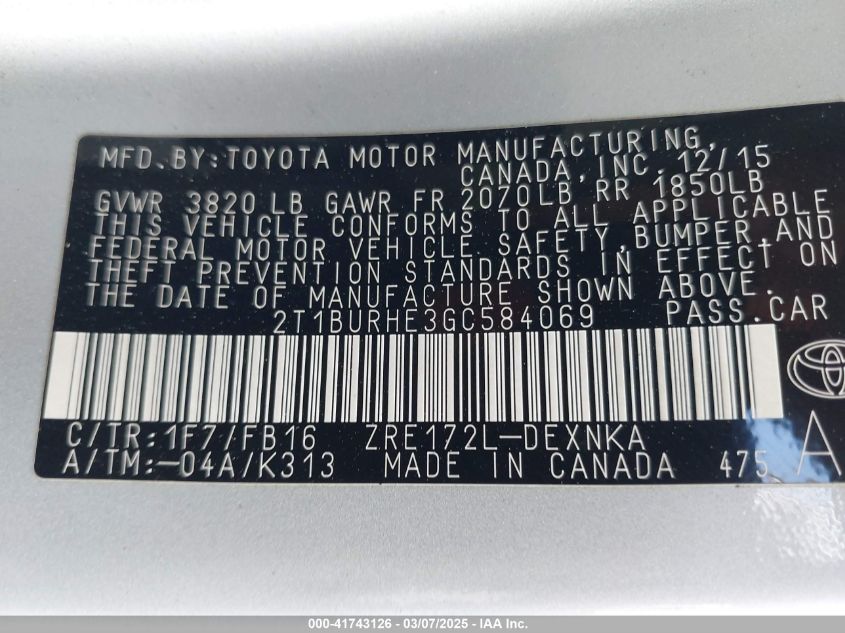 MFD. BY: TOYOTA MOTOR MANUFACTURING,
CANADA, INC. 12/15
GVWR 3820 LB GAWR FR 2070LB RR 1850LB
THIS VEHICLE CONFORMS TO ALL APPLICABLE
FEDERAL MOTOR VEHICLE SAFETY, BUMPER, AND
THEFT PREVENTION STANDARDS IN EFFECT ON
THE DATE OF MANUFACTURE SHOWN ABOVE.
2T1BURHE3GC584069 PASS. CAR
C/TR: 1F7/FB16 ZRE172L-DEXNKA
A/TM: -04A/K313 MADE IN CANADA 475 A
000-41743126 - 03/07/2025 - IAAI.com